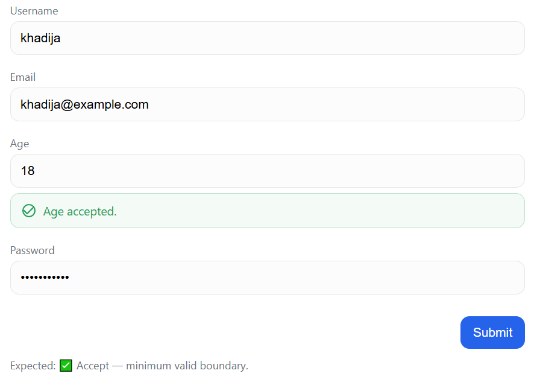 Username
khadija
Email
khadija@example.com
Age
18
Age accepted.
Password
•••••••••••
Submit
Expected: ✅ Accept — minimum valid boundary.